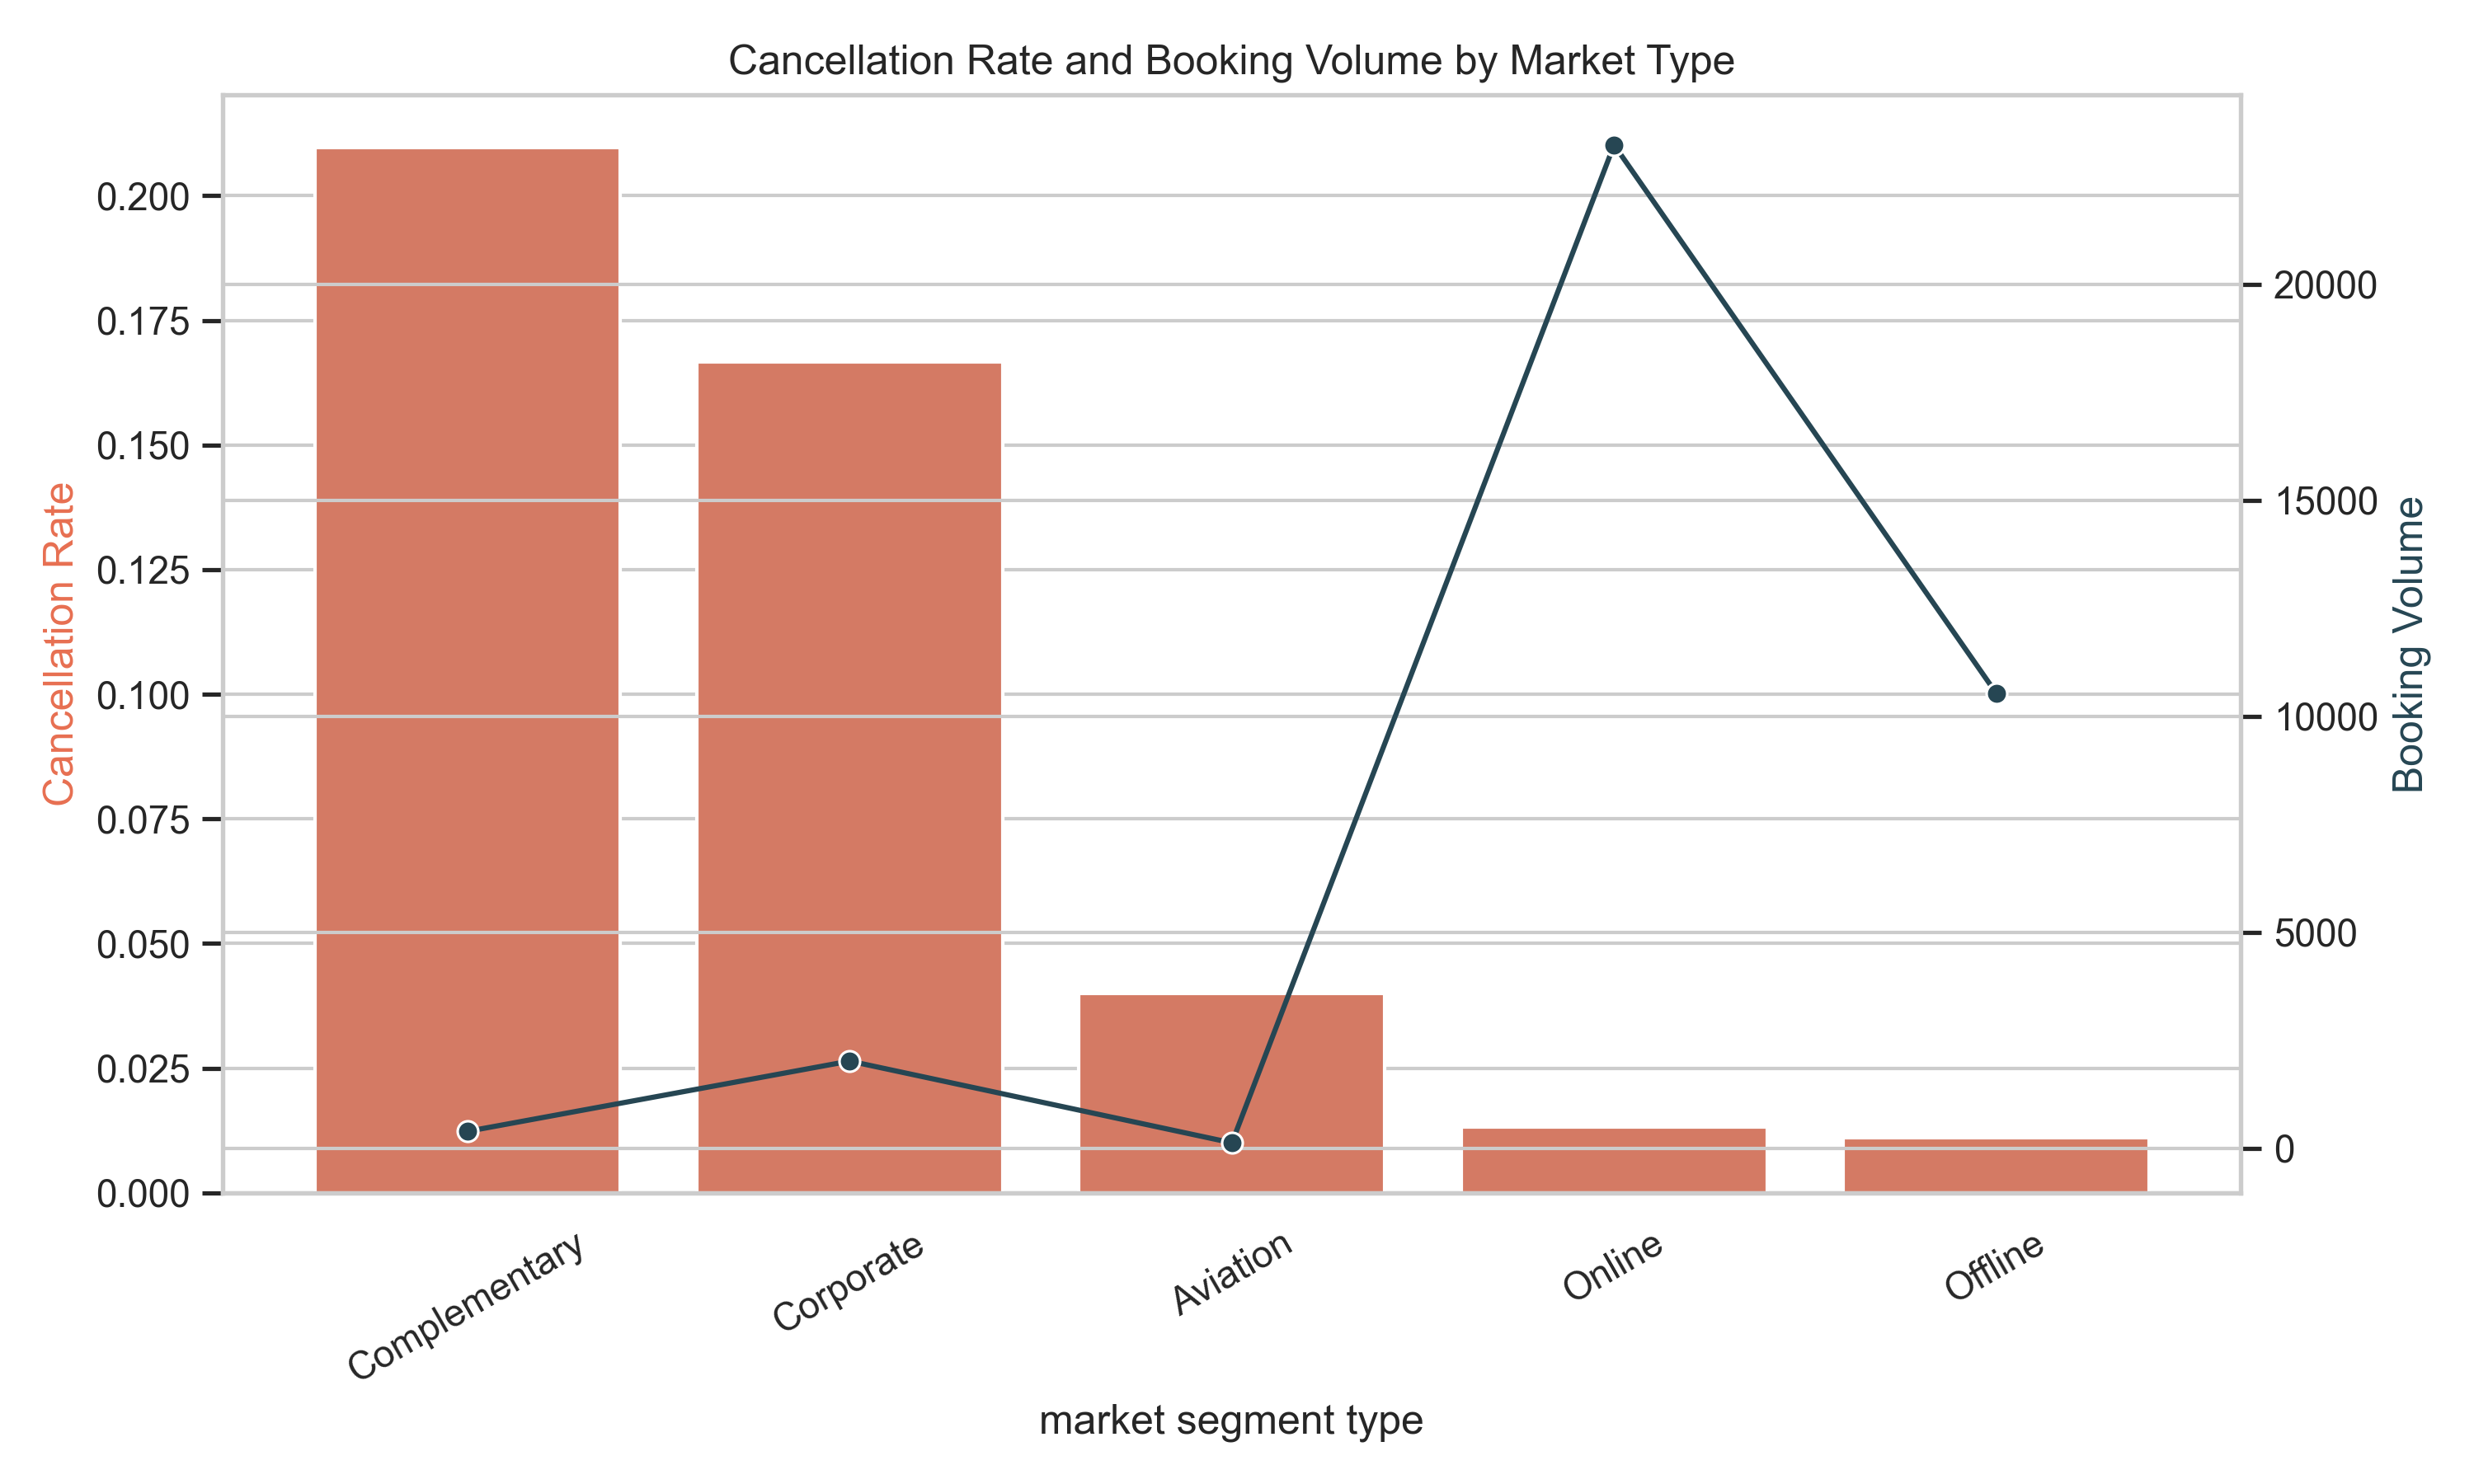 Cancellation Rate and Booking Volume by Market Type
Cancellation Rate
0.200
0.175
0.150
0.125
0.100
0.075
0.050
0.025
0.000
20000
15000
10000
5000
0
Booking Volume
Complementary
Corporate
Aviation
Online
Offline
market segment type